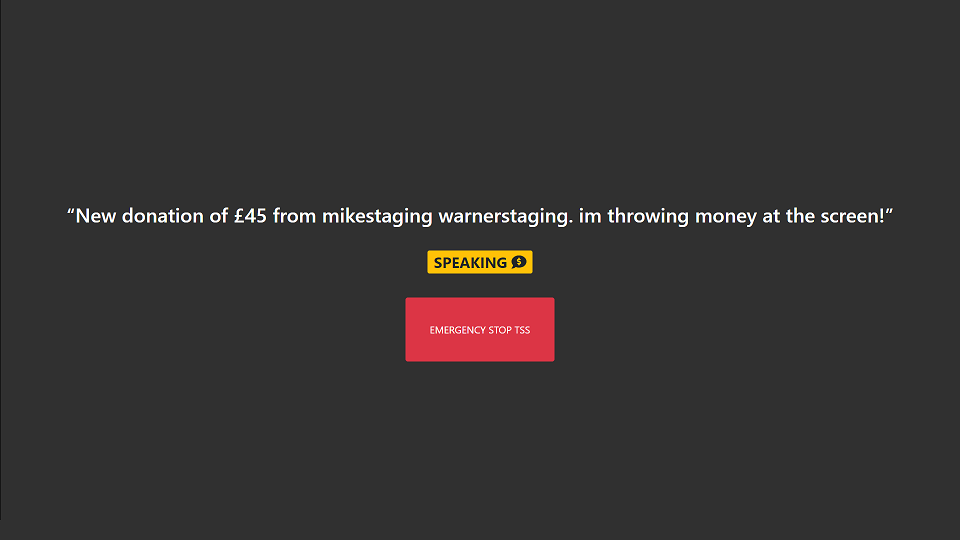 “New donation of £45 from mikestaging warnerstaging. im throwing money at the screen!”
SPEAKING $
EMERGENCY STOP TSS